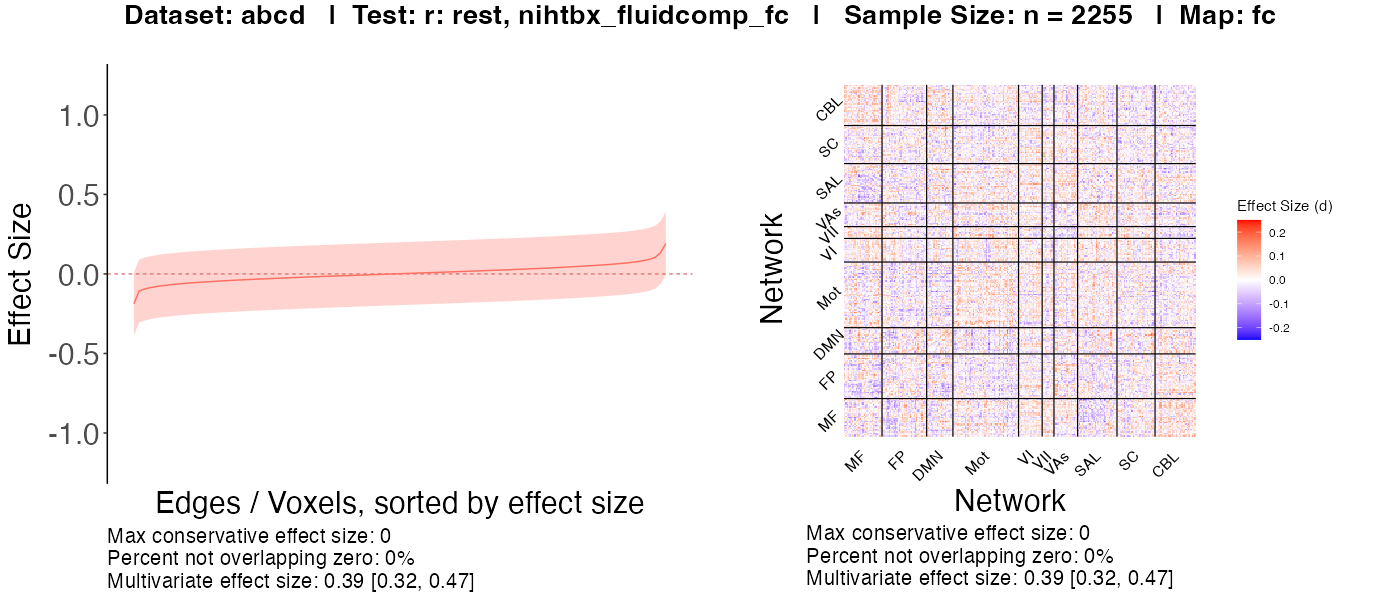 Dataset: abcd | Test: r: rest, nihtbx_fluidcomp_fc | Sample Size: n = 2255 | Map: fc
Effect Size
1.0
0.5
0.0
-0.5
-1.0
Edges / Voxels, sorted by effect size
Max conservative effect size: 0
Percent not overlapping zero: 0%
Multivariate effect size: 0.39 [0.32, 0.47]
Network
CBL
SC
SAL
VAs
VII
VI
Mot
DMN
FP
MF
MF FP DMN Mot VI VII VAs SAL SC CBL
Network
Max conservative effect size: 0
Percent not overlapping zero: 0%
Multivariate effect size: 0.39 [0.32, 0.47]
Effect Size (d)
0.2
0.1
0.0
-0.1
-0.2